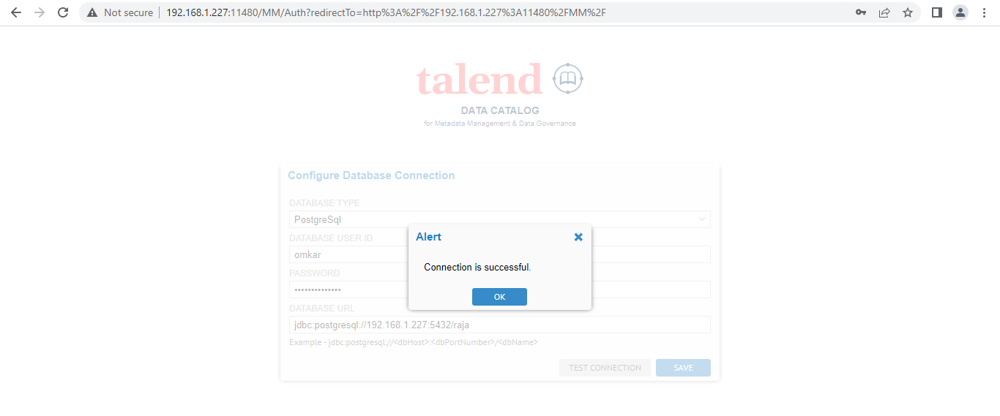 Not secure 192.168.1.227:11480/MM/Auth?redirectTo=http%3A%2F%2F192.168.1.227%3A11480%2FMM%2F
talend
DATA CATALOG
for Metadata Management & Data Governance
Configure Database Connection
DATABASE TYPE
PostgreSql
Alert
DATABASE USER ID
omkar
Connection is successful.
PASSWORD
••••••••••••••
OK
DATABASE URL
jdbc:postgresql://192.168.1.227:5432/raja
Example - jdbc:postgresql://<dbHost>:<dbPortNumber>/<dbName>
TEST CONNECTION SAVE